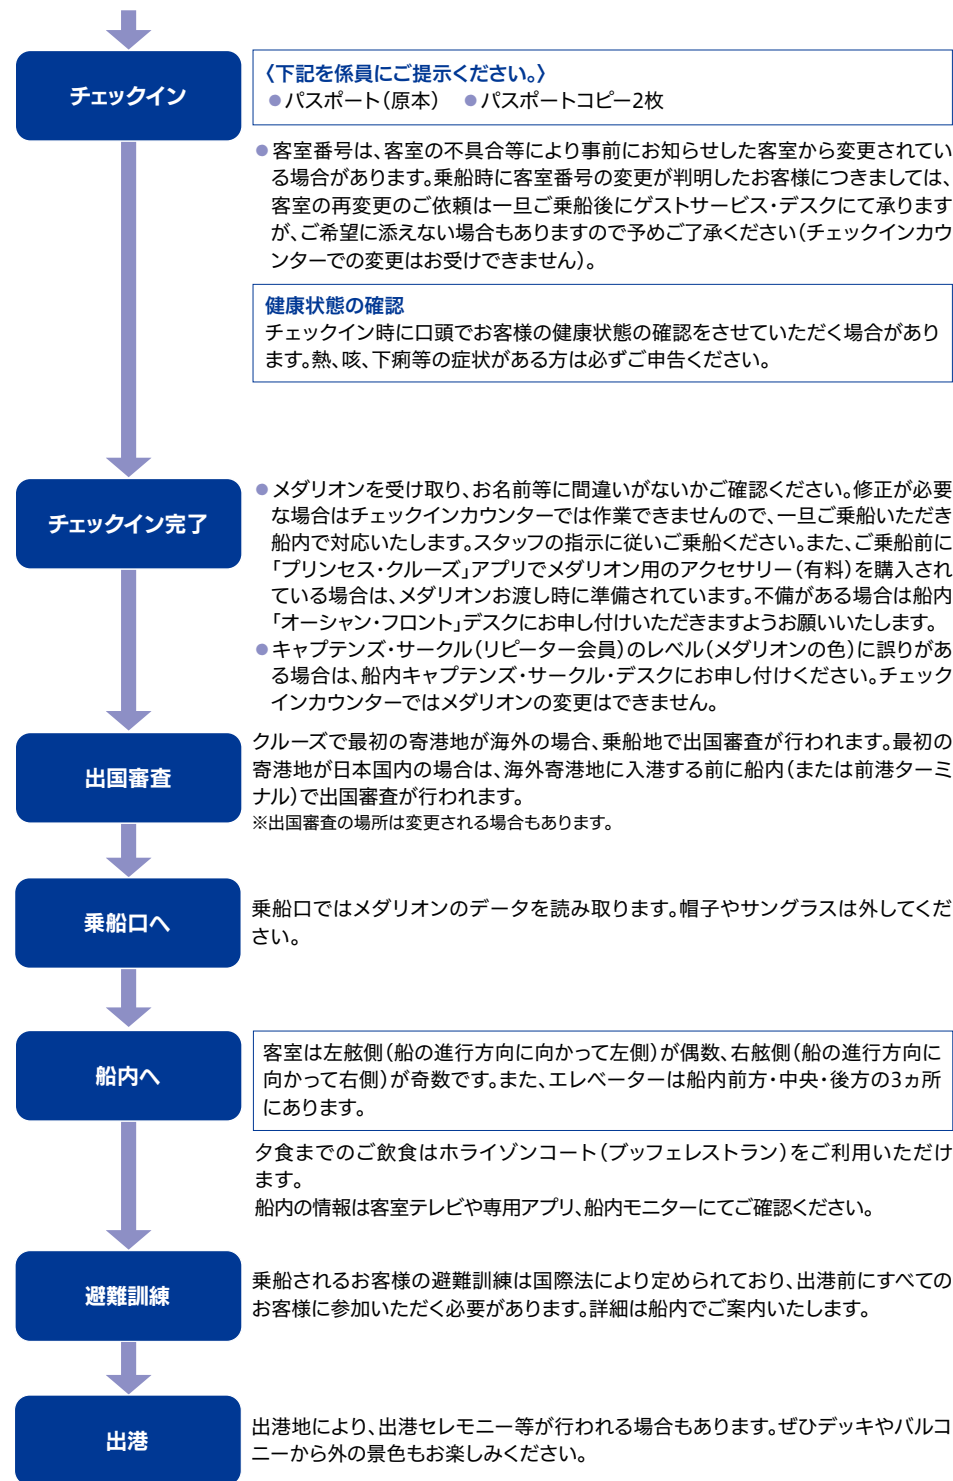 チェックイン
〈下記を係員にご提示ください。〉
●パスポート（原本）　●パスポートコピー2枚
●客室番号は、客室の不具合等により事前にお知らせした客室から変更されてい
る場合があります。乗船時に客室番号の変更が判明したお客様につきましては、
客室の再変更のご依頼は一旦ご乗船後にゲストサービス・デスクにて承ります
が、ご希望に添えない場合もありますので予めご了承ください（チェックインカウ
ンターでの変更はお受けできません）。
健康状態の確認
チェックイン時に口頭でお客様の健康状態の確認をさせていただく場合があり
ます。熱、咳、下痢等の症状がある方は必ずご申告ください。
チェックイン完了
●メダリオンを受け取り、お名前等に間違いがないかご確認ください。修正が必要
な場合はチェックインカウンターでは作業できませんので、一旦ご乗船いただき
船内で対応いたします。スタッフの指示に従いご乗船ください。また、ご乗船前に
「プリンセス・クルーズ」アプリでメダリオン用のアクセサリー（有料）を購入され
ている場合は、メダリオンお渡し時に準備されています。不備がある場合は船内
「オーシャン・フロント」デスクにお申し付けいただきますようお願いいたします。
●キャプテンズ・サークル（リピーター会員）のレベル（メダリオンの色）に誤りがあ
る場合は、船内キャプテンズ・サークル・デスクにお申し付けください。チェック
インカウンターではメダリオンの変更はできません。
出国審査
クルーズで最初の寄港地が海外の場合、乗船地で出国審査が行われます。最初の
寄港地が日本国内の場合は、海外寄港地に入港する前に船内（または前港ターミ
ナル）で出国審査が行われます。
※出国審査の場所は変更される場合もあります。
乗船口へ
乗船口ではメダリオンのデータを読み取ります。帽子やサングラスは外してくだ
さい。
船内へ
客室は左舷側（船の進行方向に向かって左側）が偶数、右舷側（船の進行方向に
向かって右側）が奇数です。また、エレベーターは船内前方・中央・後方の3ヵ所
にあります。
夕食までのご飲食はホライゾンコート（ブッフェレストラン）をご利用いただけ
ます。
船内の情報は客室テレビや専用アプリ、船内モニターにてご確認ください。
避難訓練
乗船されるお客様の避難訓練は国際法により定められており、出港前にすべての
お客様に参加いただく必要があります。詳細は船内でご案内いたします。
出港
出港地により、出港セレモニー等が行われる場合もあります。ぜひデッキやバルコ
ニーから外の景色もお楽しみください。